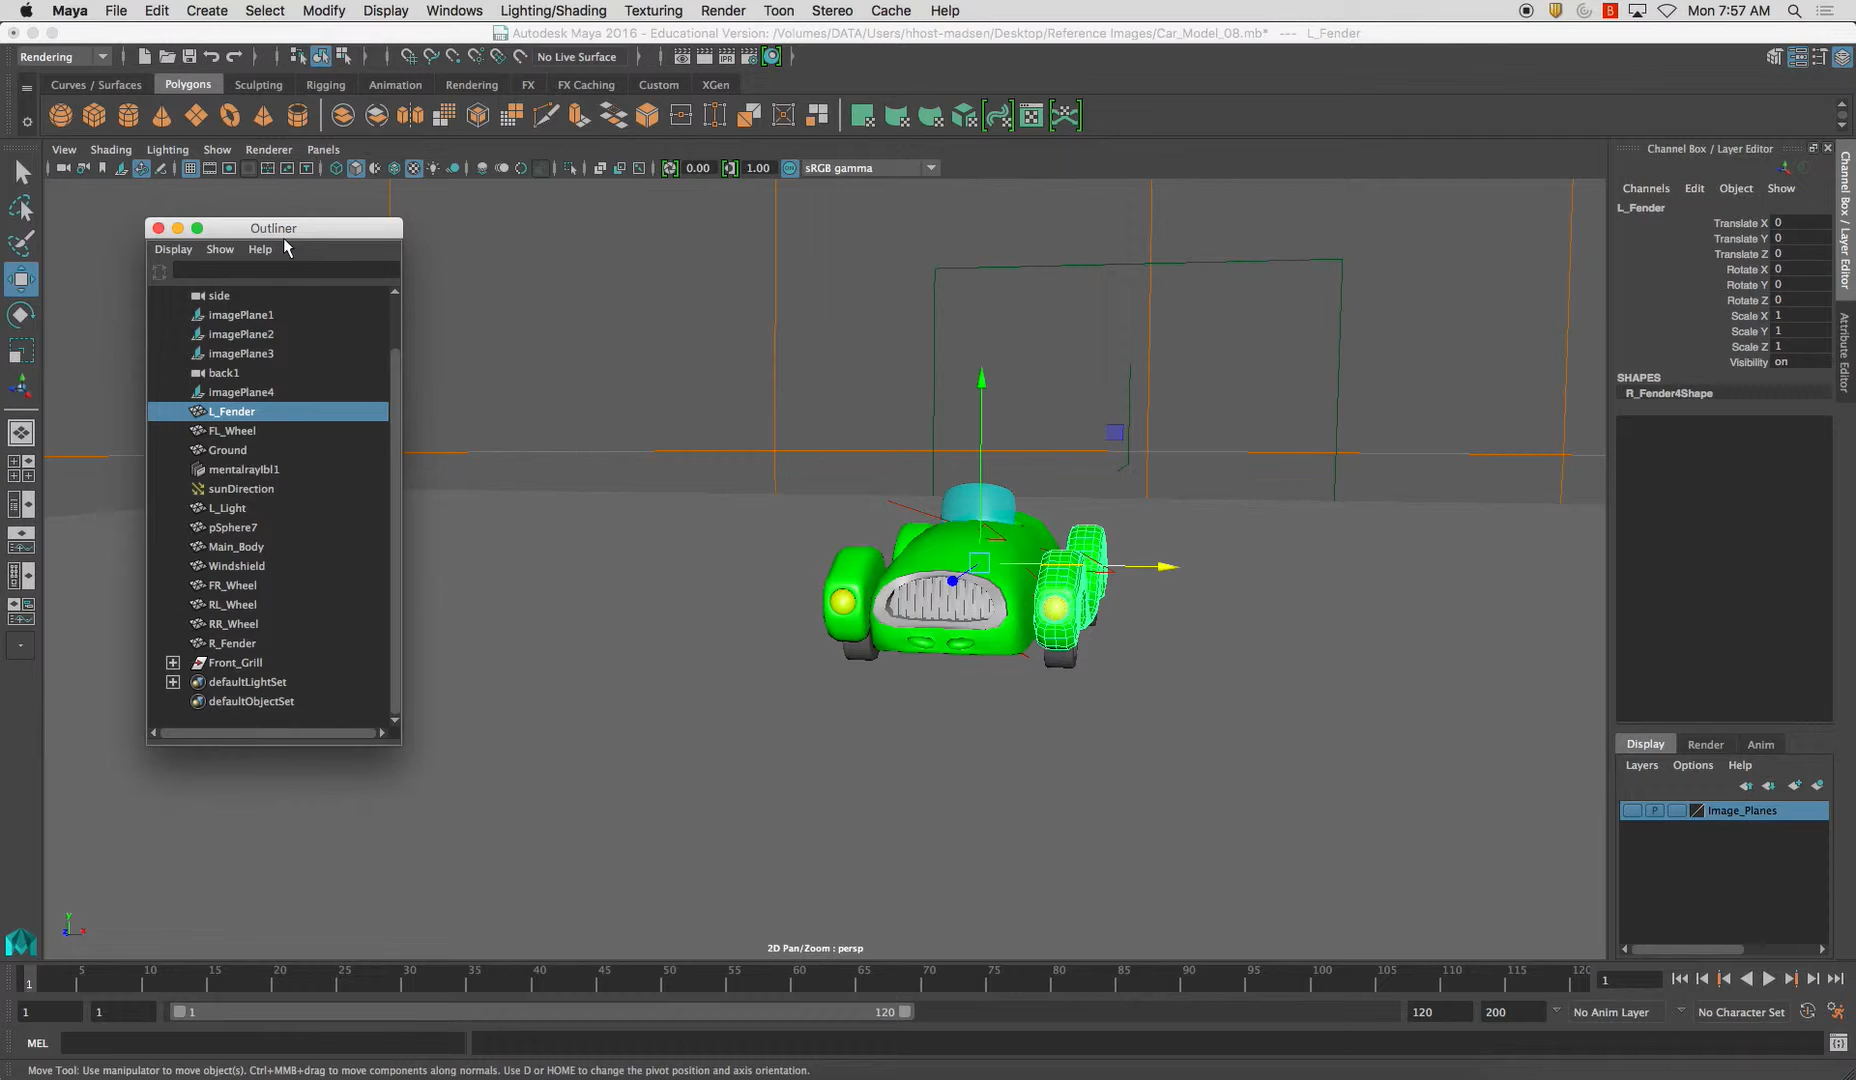 Maya File Edit Create Select Modify Display Windows Lighting/Shading Texturing Render Toon Stereo Cache Help Mon 7:57 AM
Autodesk Maya 2016 - Educational Version: /Volumes/DATA/Users/hhost-madsen/Desktop/Reference Images/Car_Model_08.mb* --- L_Fender
Rendering No Live Surface IPR
Curves / Surfaces Polygons Sculpting Rigging Animation Rendering FX FX Caching Custom XGen
View Shading Lighting Show Renderer Panels
0.00 1.00 sRGB gamma
Outliner
Display Show Help
side
imagePlane1
imagePlane2
imagePlane3
back1
imagePlane4
L_Fender
FL_Wheel
Ground
mentalrayIbl1
sunDirection
L_Light
pSphere7
Main_Body
Windshield
FR_Wheel
RL_Wheel
RR_Wheel
R_Fender
Front_Grill
defaultLightSet
defaultObjectSet
2D Pan/Zoom : persp
y
z x
Channel Box / Layer Editor
Channels Edit Object Show
L_Fender
Translate X 0
Translate Y 0
Translate Z 0
Rotate X 0
Rotate Y 0
Rotate Z 0
Scale X 1
Scale Y 1
Scale Z 1
Visibility on
SHAPES
R_Fender4Shape
Channel Box / Layer Editor
Attribute Editor
Display Render Anim
Layers Options Help
P Image_Planes
1 5 10 15 20 25 30 35 40 45 50 55 60 65 70 75 80 85 90 95 100 105 110 115 120 1
1 1 1 120 120 200 No Anim Layer No Character Set
MEL
Move Tool: Use manipulator to move object(s). Ctrl+MMB+drag to move components along normals. Use D or HOME to change the pivot position and axis orientation.